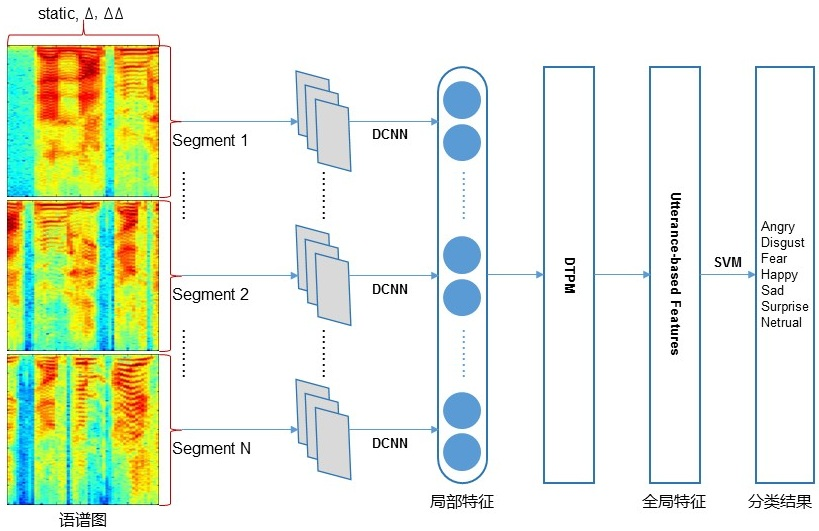 static, Δ, ΔΔ
Segment 1
DCNN
Segment 2
DCNN
Segment N
DCNN
DTPM
Utterance-based Features
SVM
Angry
Disgust
Fear
Happy
Sad
Surprise
Netrual
语谱图
局部特征
全局特征
分类结果